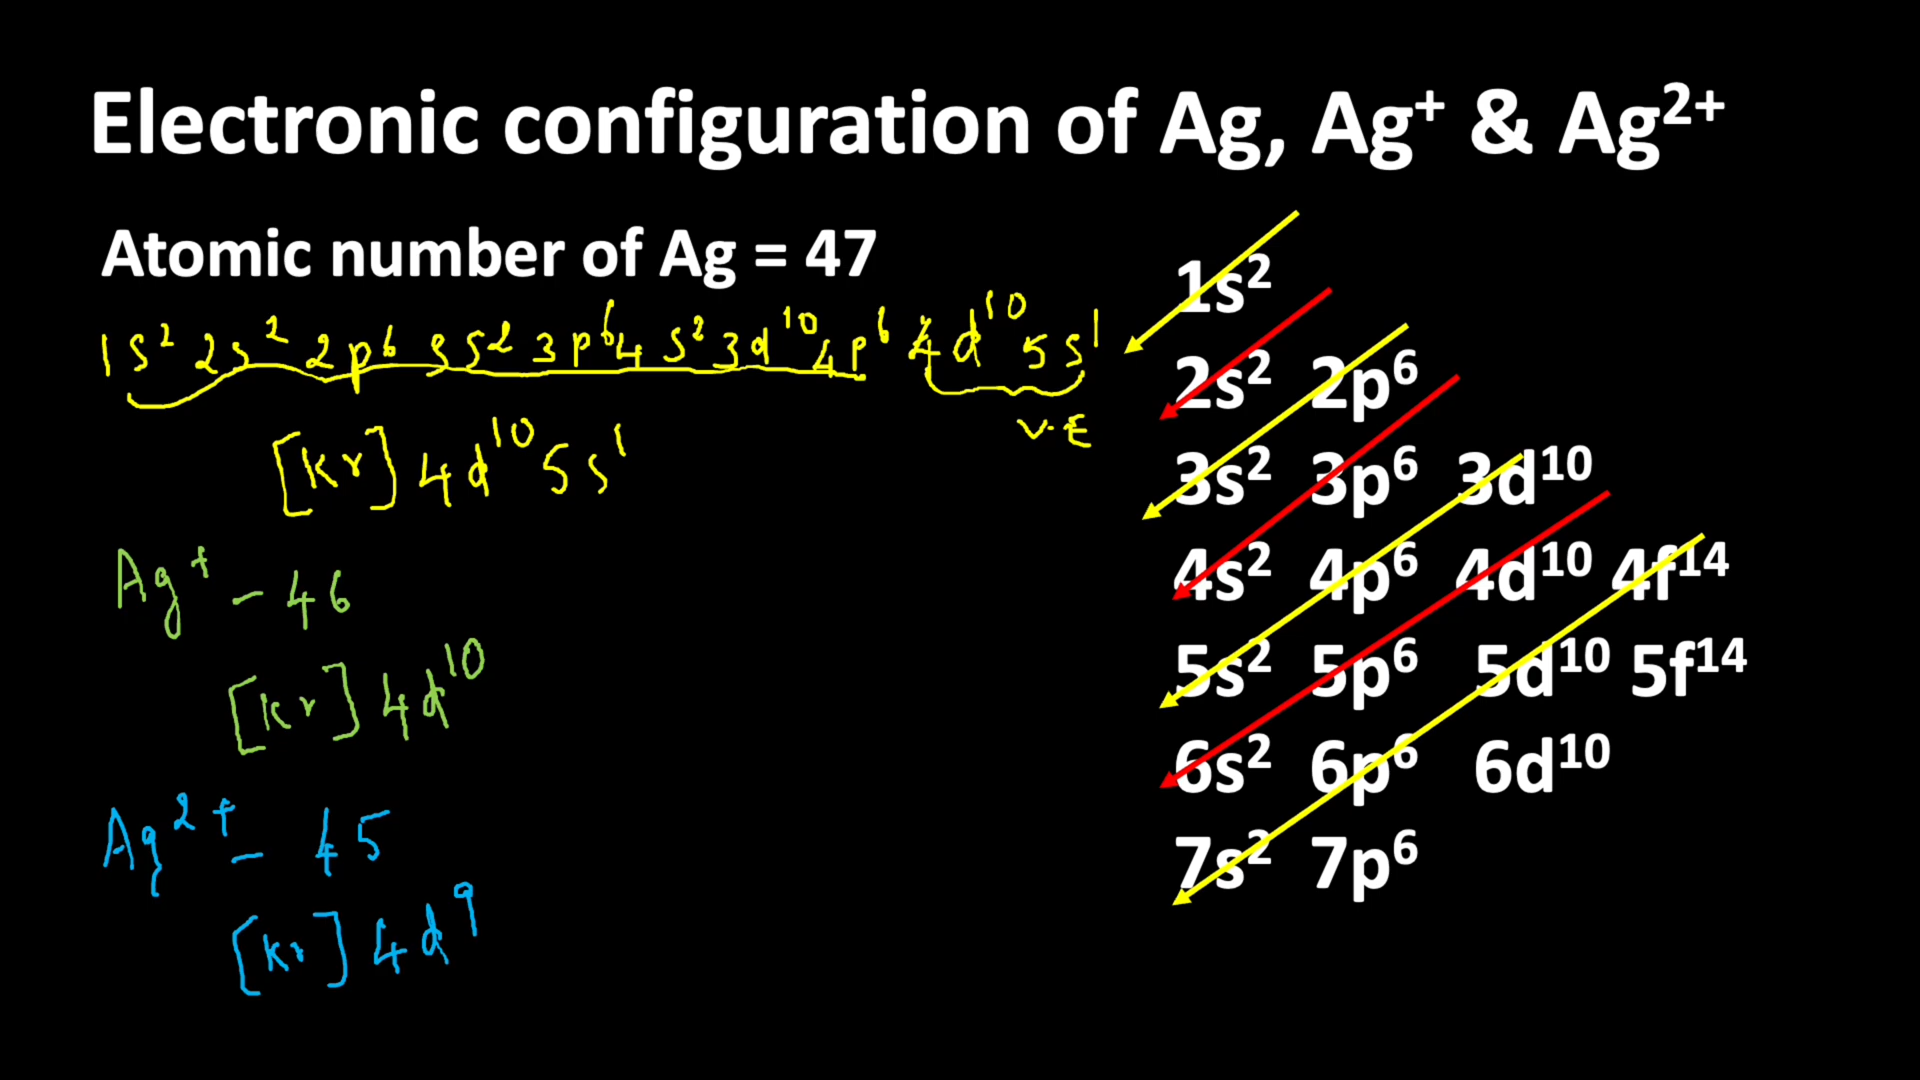 Electronic configuration of Ag, Ag⁺ & Ag²⁺
Atomic number of Ag = 47
1s² 2s² 2p⁶ 3s² 3p⁶ 4s² 3d¹⁰ 4p⁶ 4d¹⁰ 5s¹
V.E
[Kr] 4d¹⁰ 5s¹
Ag⁺ - 46
[Kr] 4d¹⁰
Ag²⁺ - 45
[Kr] 4d⁹
1s²
2s² 2p⁶
3s² 3p⁶ 3d¹⁰
4s² 4p⁶ 4d¹⁰ 4f¹⁴
5s² 5p⁶ 5d¹⁰ 5f¹⁴
6s² 6p⁶ 6d¹⁰
7s² 7p⁶